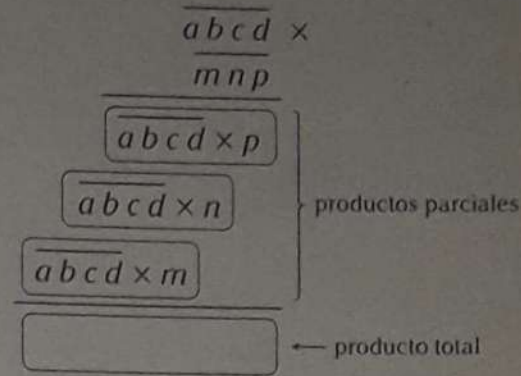 abcd ×
mnp
abcd × p
abcd × n
productos parciales
abcd × m
← producto total